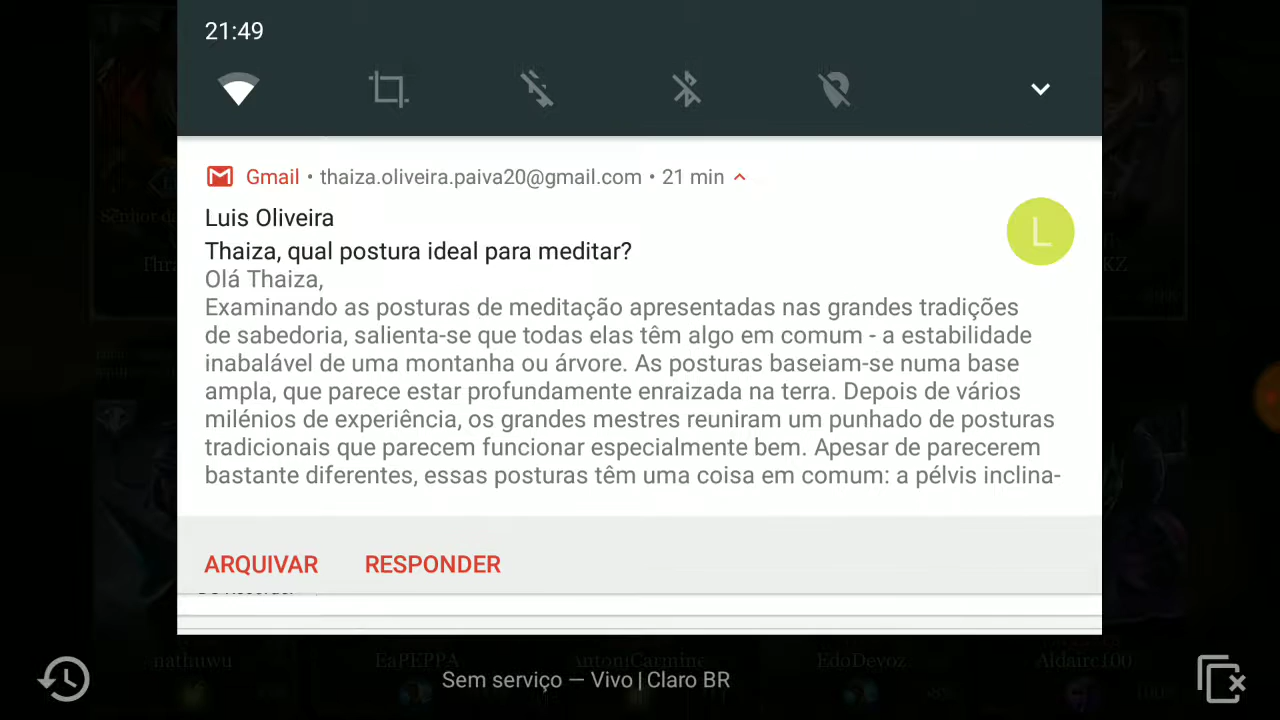 21:49
Gmail • thaiza.oliveira.paiva20@gmail.com • 21 min
Luis Oliveira
L
Thaiza, qual postura ideal para meditar?
Olá Thaiza,
Examinando as posturas de meditação apresentadas nas grandes tradições
de sabedoria, salienta-se que todas elas têm algo em comum - a estabilidade
inabalável de uma montanha ou árvore. As posturas baseiam-se numa base
ampla, que parece estar profundamente enraizada na terra. Depois de vários
milénios de experiência, os grandes mestres reuniram um punhado de posturas
tradicionais que parecem funcionar especialmente bem. Apesar de parecerem
bastante diferentes, essas posturas têm uma coisa em comum: a pélvis inclina-
ARQUIVAR RESPONDER
nathuwu EaPEPPA AntoniCarmine EdoDevoz Aldairc100
Sem serviço — Vivo | Claro BR